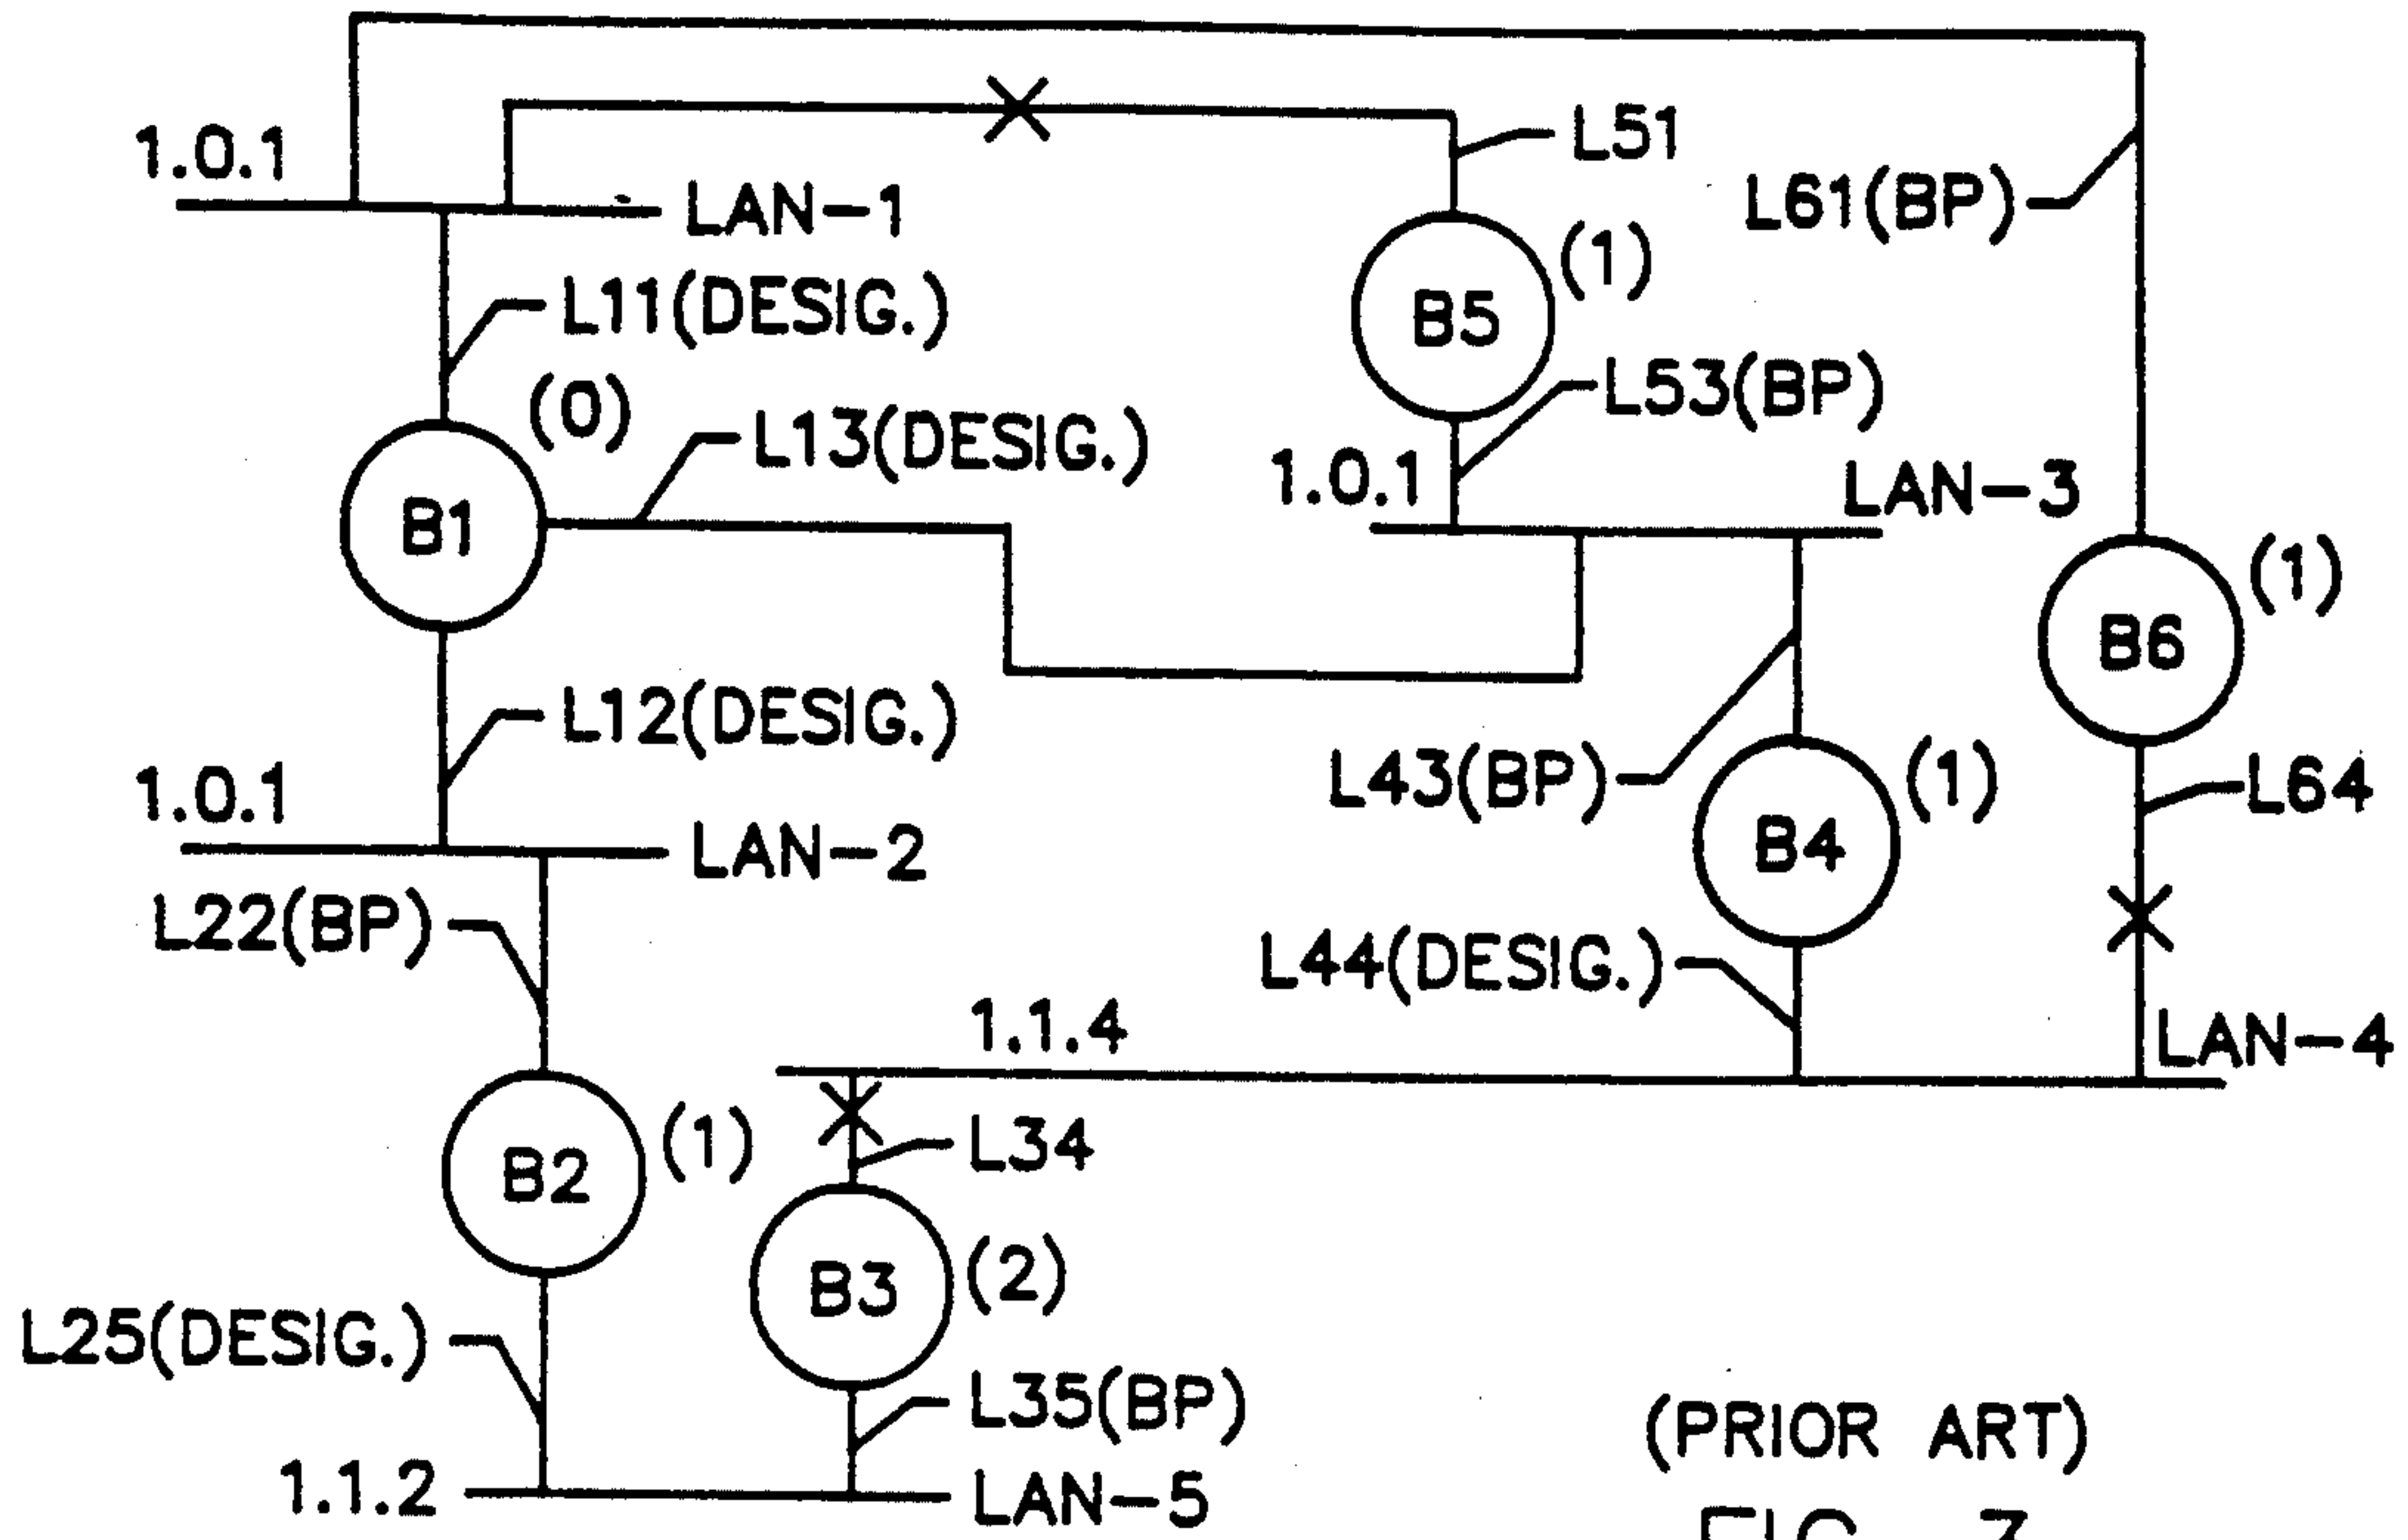 1.0.1
LAN-1
L51
L61(BP)
L11(DESIG.)
(0)
B5
(1)
L13(DESIG.)
L53(BP)
B1
1.0.1
LAN-3
B6
(1)
L12(DESIG.)
1.0.1
LAN-2
L43(BP)
B4
(1)
L64
L22(BP)
L44(DESIG.)
1.1.4
LAN-4
B2
(1)
L34
B3
(2)
L25(DESIG.)
L35(BP)
1.1.2
LAN-5
(PRIOR ART)